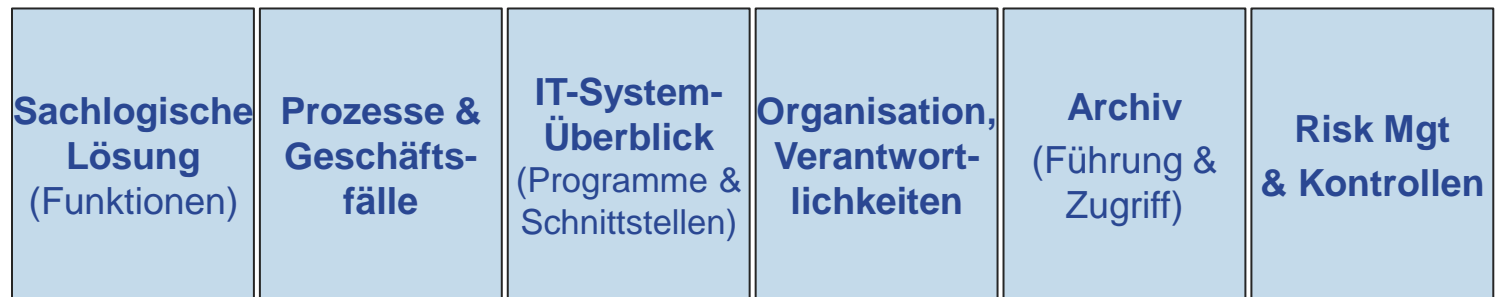 Sachlogische
Lösung
(Funktionen)
Prozesse &
Geschäfts-
fälle
IT-System-
Überblick
(Programme &
Schnittstellen)
Organisation,
Verantwort-
lichkeiten
Archiv
(Führung &
Zugriff)
Risk Mgt
& Kontrollen